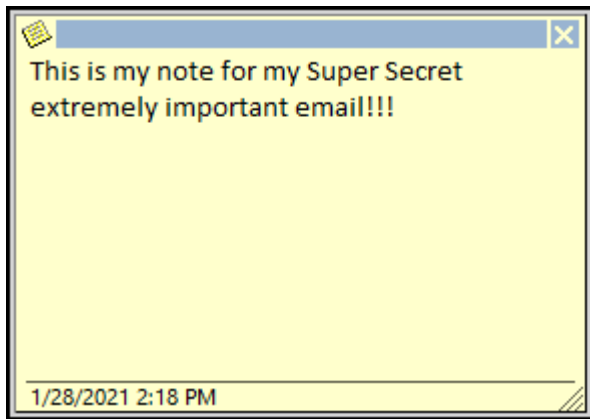 This is my note for my Super Secret
extremely important email!!!
1/28/2021 2:18 PM